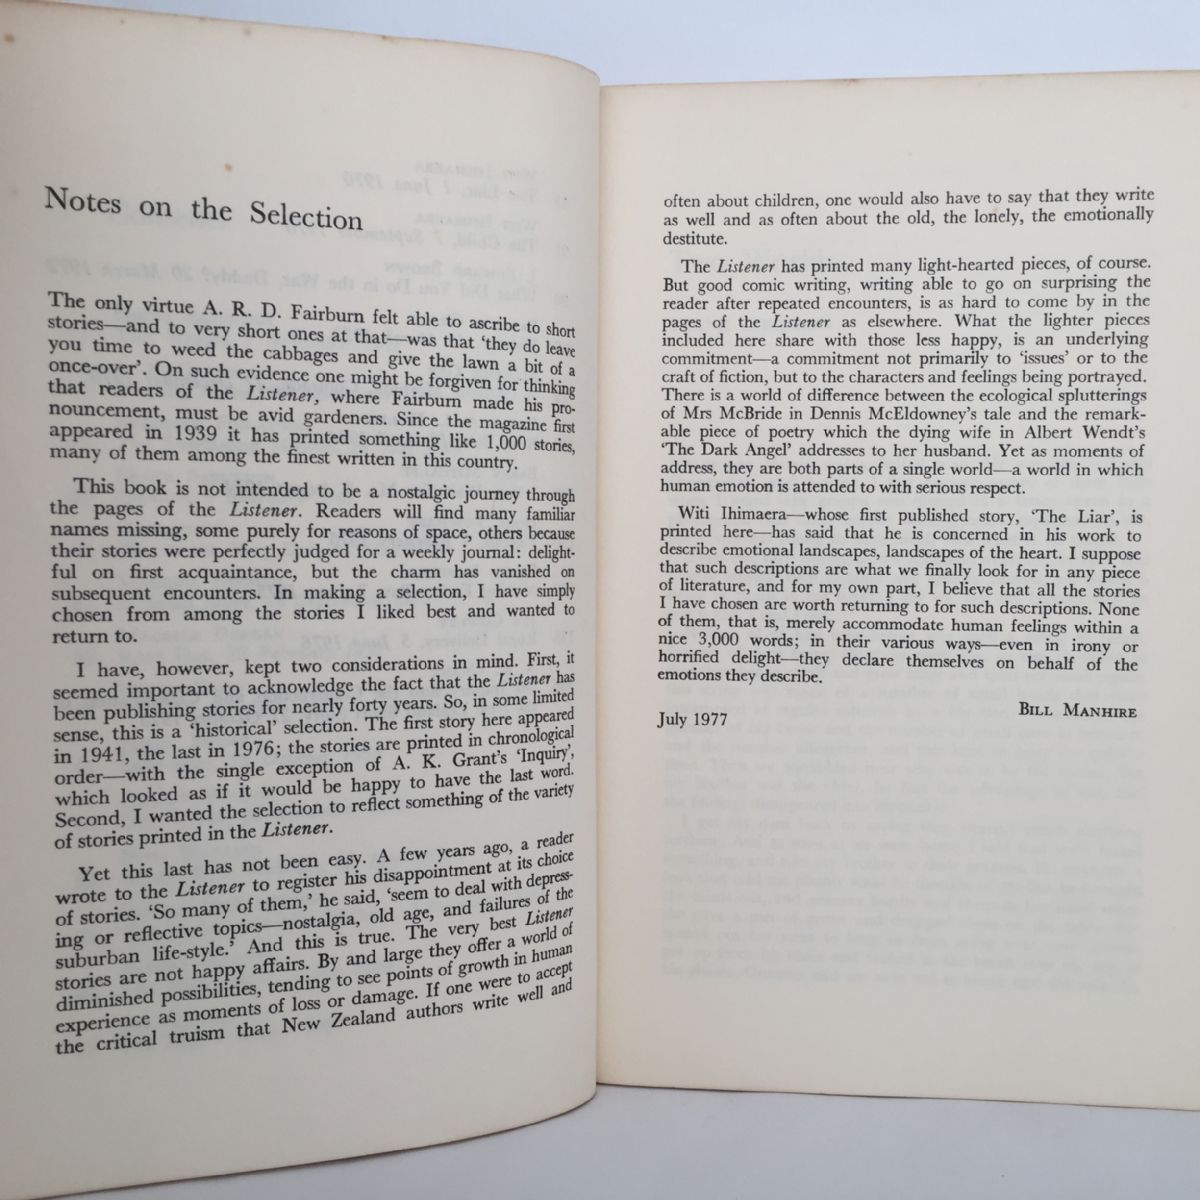 Notes on the Selection
The only virtue A. R. D. Fairburn felt able to ascribe to short
stories—and to very short ones at that—was that ‘they do leave
you time to weed the cabbages and give the lawn a bit of a
once-over’. On such evidence one might be forgiven for thinking
that readers of the Listener, where Fairburn made his pro-
nouncement, must be avid gardeners. Since the magazine first
appeared in 1939 it has printed something like 1,000 stories,
many of them among the finest written in this country.
This book is not intended to be a nostalgic journey through
the pages of the Listener. Readers will find many familiar
names missing, some purely for reasons of space, others because
their stories were perfectly judged for a weekly journal: delight-
ful on first acquaintance, but the charm has vanished on
subsequent encounters. In making a selection, I have simply
chosen from among the stories I liked best and wanted to
return to.
I have, however, kept two considerations in mind. First, it
seemed important to acknowledge the fact that the Listener has
been publishing stories for nearly forty years. So, in some limited
sense, this is a ‘historical’ selection. The first story here appeared
in 1941, the last in 1976; the stories are printed in chronological
order—with the single exception of A. K. Grant’s ‘Inquiry’,
which looked as if it would be happy to have the last word.
Second, I wanted the selection to reflect something of the variety
of stories printed in the Listener.
Yet this last has not been easy. A few years ago, a reader
wrote to the Listener to register his disappointment at its choice
of stories. ‘So many of them,’ he said, ‘seem to deal with depress-
ing or reflective topics—nostalgia, old age, and failures of the
suburban life-style.’ And this is true. The very best Listener
stories are not happy affairs. By and large they offer a world of
diminished possibilities, tending to see points of growth in human
experience as moments of loss or damage. If one were to accept
the critical truism that New Zealand authors write well and
often about children, one would also have to say that they write
as well and as often about the old, the lonely, the emotionally
destitute.
The Listener has printed many light-hearted pieces, of course.
But good comic writing, writing able to go on surprising the
reader after repeated encounters, is as hard to come by in the
pages of the Listener as elsewhere. What the lighter pieces
included here share with those less happy, is an underlying
commitment—a commitment not primarily to ‘issues’ or to the
craft of fiction, but to the characters and feelings being portrayed.
There is a world of difference between the ecological splutterings
of Mrs McBride in Dennis McEldowney’s tale and the remark-
able piece of poetry which the dying wife in Albert Wendt’s
‘The Dark Angel’ addresses to her husband. Yet as moments of
address, they are both parts of a single world—a world in which
human emotion is attended to with serious respect.
Witi Ihimaera—whose first published story, ‘The Liar’, is
printed here—has said that he is concerned in his work to
describe emotional landscapes, landscapes of the heart. I suppose
that such descriptions are what we finally look for in any piece
of literature, and for my own part, I believe that all the stories
I have chosen are worth returning to for such descriptions. None
of them, that is, merely accommodate human feelings within a
nice 3,000 words; in their various ways—even in irony or
horrified delight—they declare themselves on behalf of the
emotions they describe.
BILL MANHIRE
July 1977